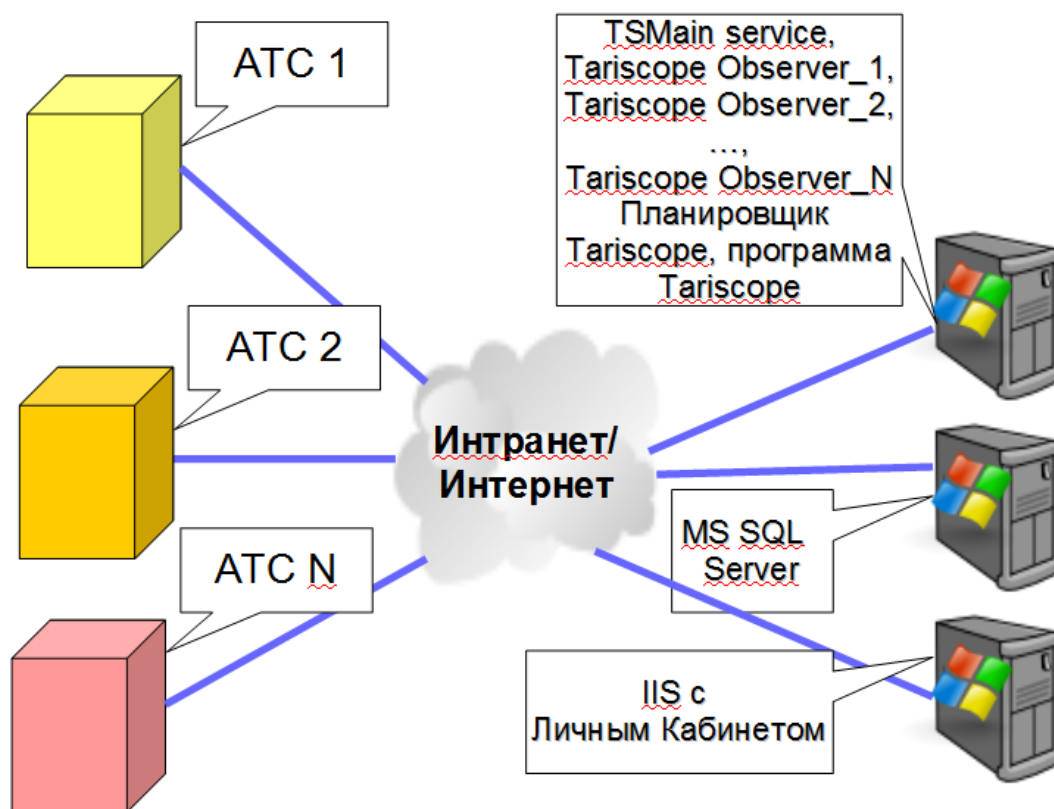 АТС 1
TSMain service,
Tariscope Observer_1,
Tariscope Observer_2,
...,
Tariscope Observer_N
Планировщик
Tariscope, программа
Tariscope
АТС 2
Интранет/
Интернет
MS SQL
Server
АТС N
IIS с
Личным Кабинетом